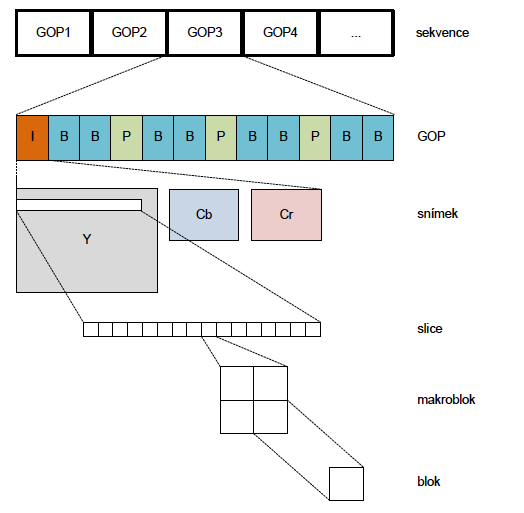 GOP1 GOP2 GOP3 GOP4 ... sekvence
I B B P B B P B B P B B GOP
Y Cb Cr snímek
slice
makroblok
blok